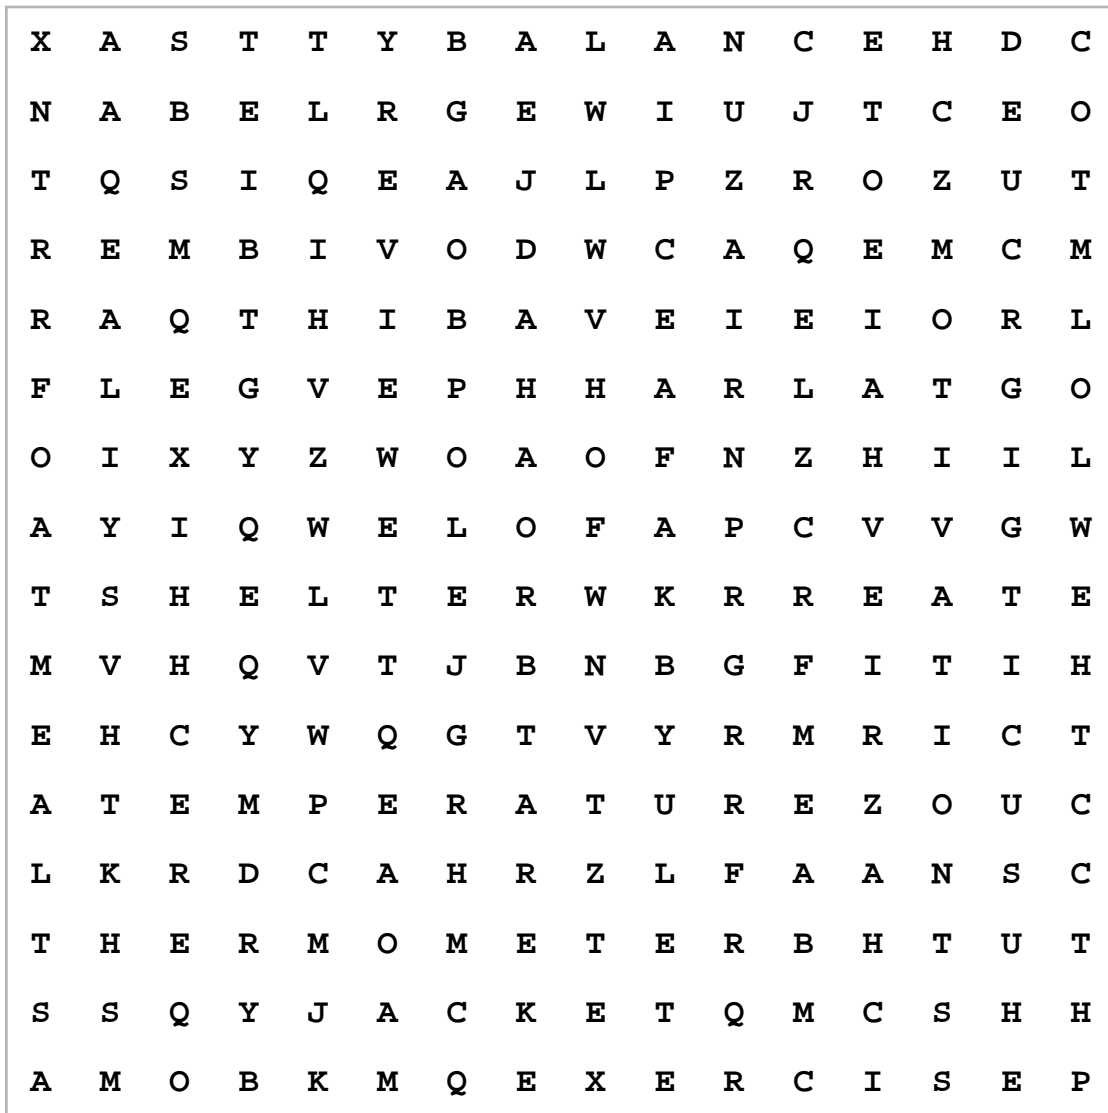 X A S T T Y B A L A N C E H D C
N A B E L R G E W I U J T C E O
T Q S I Q E A J L P Z R O Z U T
R E M B I V O D W C A Q E M C M
R A Q T H I B A V E I E I O R L
F L E G V E P H H A R L A T G O
O I X Y Z W O A O F N Z H I I L
A Y I Q W E L O F A P C V V G W
T S H E L T E R W K R R E A T E
M V H Q V T J B N B G F I T I H
E H C Y W Q G T V Y R M R I C T
A T E M P E R A T U R E Z O U C
L K R D C A H R Z L F A A N S C
T H E R M O M E T E R B H T U T
S S Q Y J A C K E T Q M C S H H
A M O B K M Q E X E R C I S E P